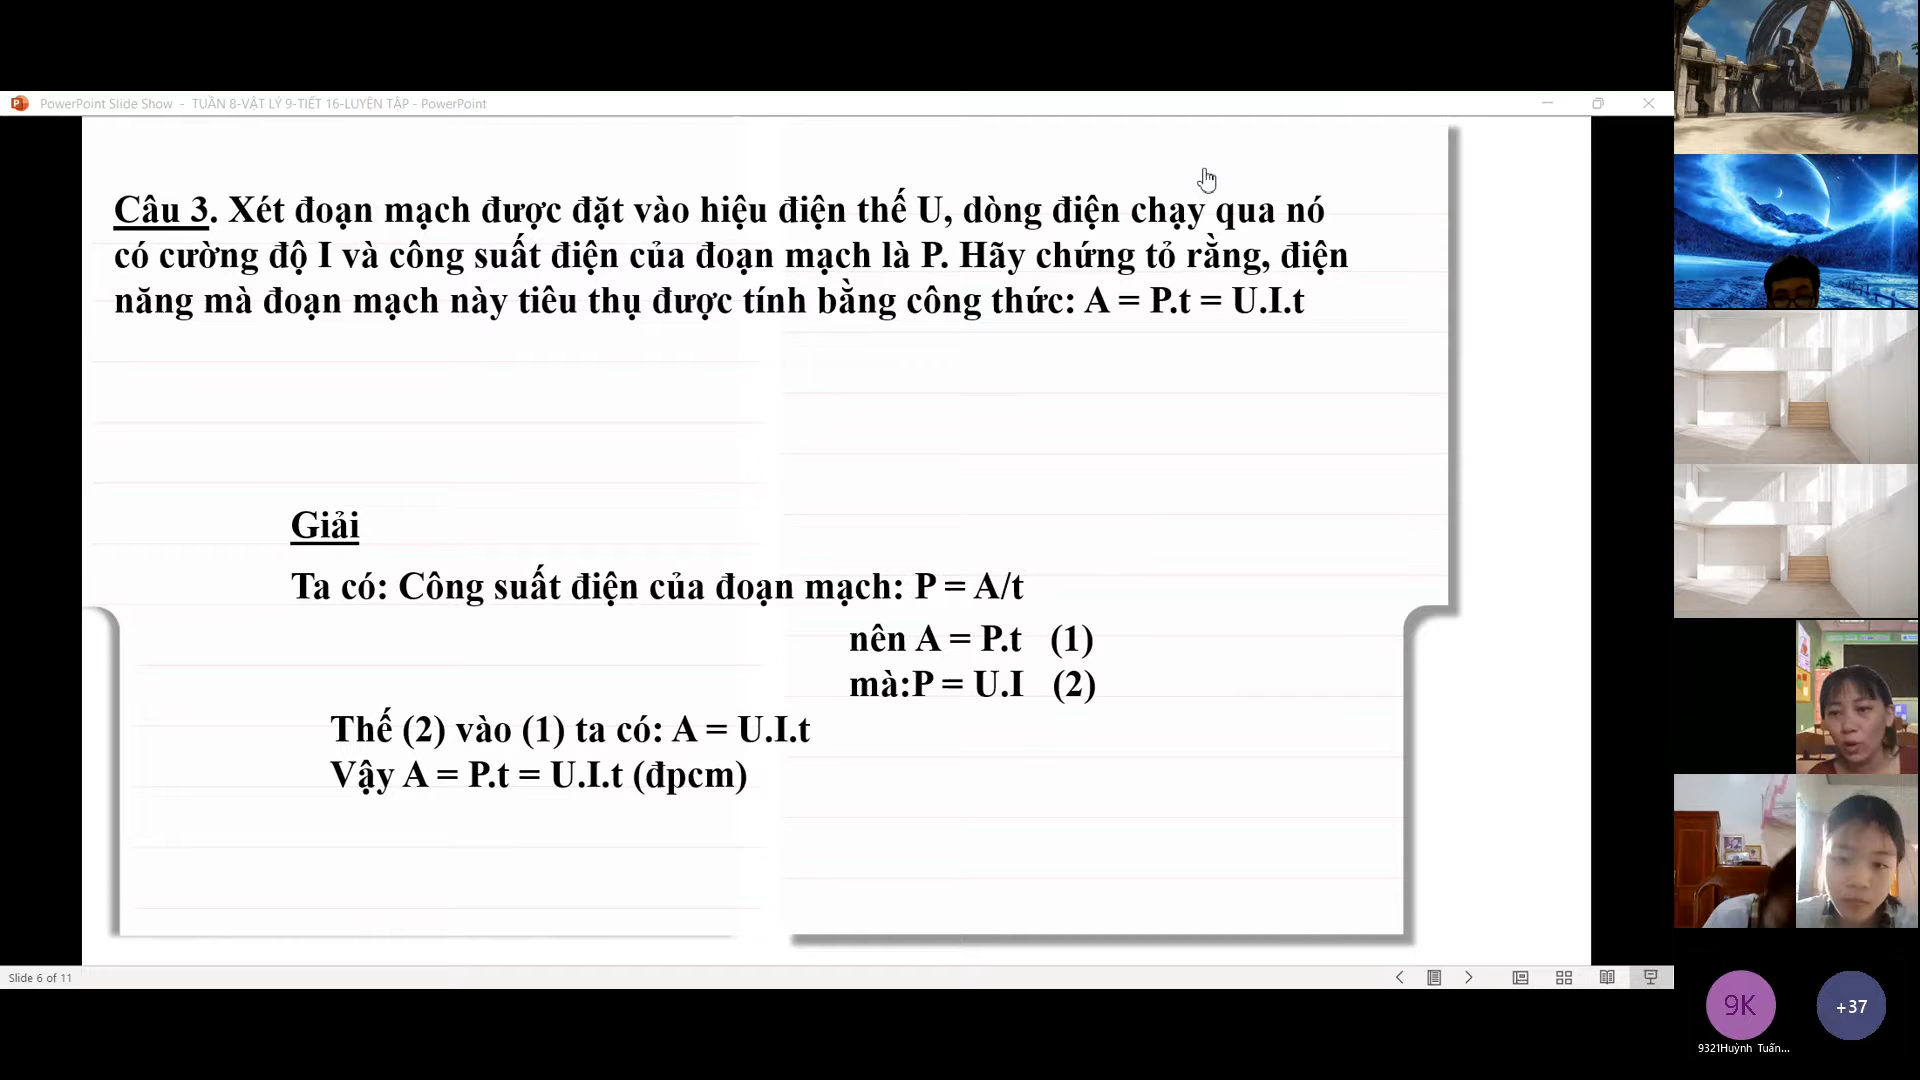 PowerPoint Slide Show - TUẦN 8-VẬT LÝ 9-TIẾT 16-LUYỆN TẬP - PowerPoint
Câu 3. Xét đoạn mạch được đặt vào hiệu điện thế U, dòng điện chạy qua nó
có cường độ I và công suất điện của đoạn mạch là P. Hãy chứng tỏ rằng, điện
năng mà đoạn mạch này tiêu thụ được tính bằng công thức: A = P.t = U.I.t
Giải
Ta có: Công suất điện của đoạn mạch: P = A/t
nên A = P.t (1)
mà:P = U.I (2)
Thế (2) vào (1) ta có: A = U.I.t
Vậy A = P.t = U.I.t (đpcm)
Slide 6 of 11
9K
+37
9321Huỳnh Tuấn...